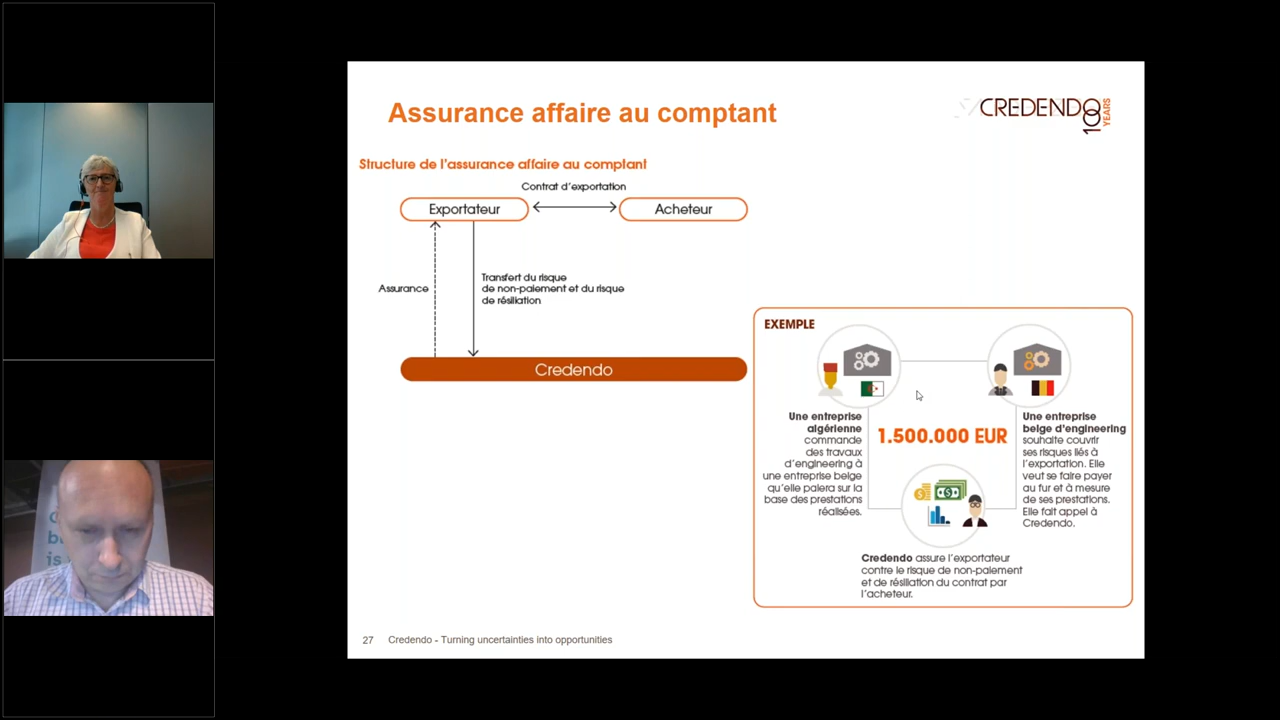 Assurance affaire au comptant
CREDENDO
100 YEARS
Structure de l'assurance affaire au comptant
Contrat d'exportation
Exportateur
Acheteur
Assurance
Transfert du risque
de non-paiement et du risque
de résiliation
Credendo
EXEMPLE
Une entreprise
algérienne
commande
des travaux
d'engineering à
une entreprise belge
qu'elle paiera sur la
base des prestations
réalisées.
1.500.000 EUR
Une entreprise
belge d'engineering
souhaite couvrir
ses risques liés à
l'exportation. Elle
veut se faire payer
au fur et à mesure
de ses prestations.
Elle fait appel à
Credendo.
Credendo assure l'exportateur
contre le risque de non-paiement
et de résiliation du contrat par
l'acheteur.
27 Credendo - Turning uncertainties into opportunities
is